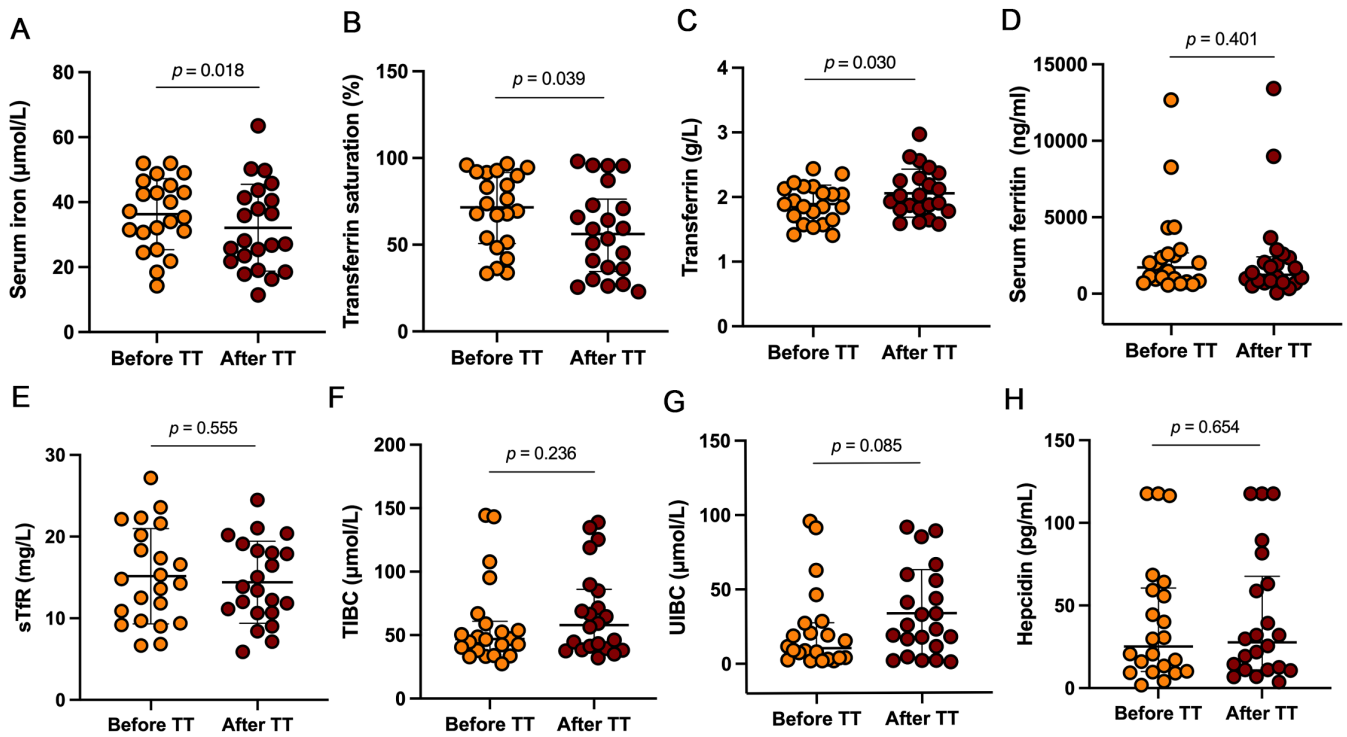 A
p = 0.018
Serum iron (µmol/L)
80
60
40
20
0
Before TT After TT
B
p = 0.039
Transferrin saturation (%)
150
100
50
0
Before TT After TT
C
p = 0.030
Transferrin (g/L)
4
3
2
1
0
Before TT After TT
D
p = 0.401
Serum ferritin (ng/ml)
15000
10000
5000
0
Before TT After TT
E
p = 0.555
sTfR (mg/L)
30
20
10
0
Before TT After TT
F
p = 0.236
TIBC (µmol/L)
200
150
100
50
0
Before TT After TT
G
p = 0.085
UIBC (µmol/L)
150
100
50
0
Before TT After TT
H
p = 0.654
Hepcidin (pg/mL)
150
100
50
0
Before TT After TT